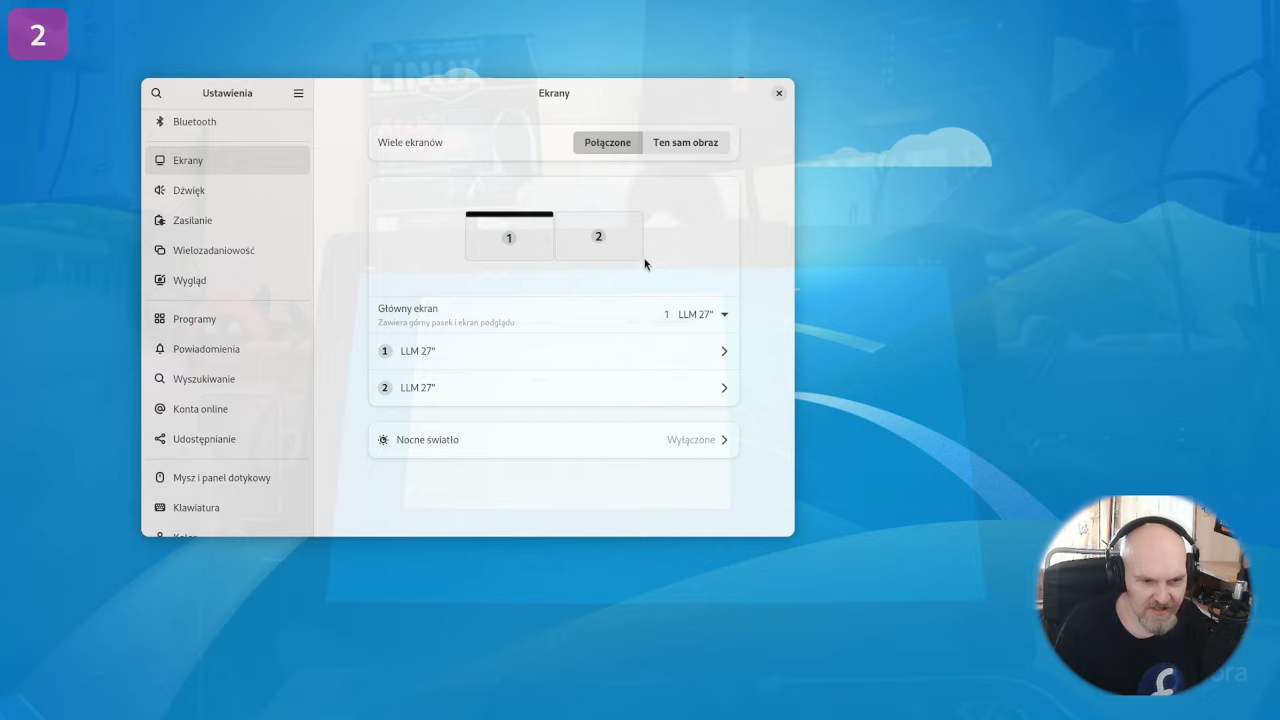 2
Ustawienia
Ekrany
Bluetooth
Ekrany
Dźwięk
Zasilanie
Wielozadaniowość
Wygląd
Programy
Powiadomienia
Wyszukiwanie
Konta online
Udostępnianie
Mysz i panel dotykowy
Klawiatura
Wiele ekranów
Połączone
Ten sam obraz
1
2
Główny ekran
Zawiera górny pasek i ekran podglądu
1 LLM 27"
1 LLM 27"
2 LLM 27"
Nocne światło
Wyłączone
LINUX